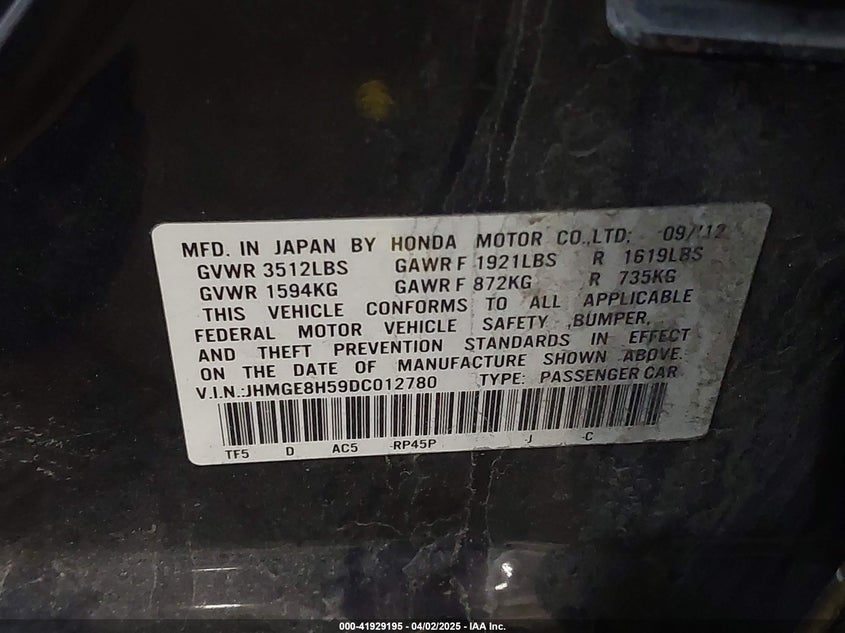 MFD. IN JAPAN BY HONDA MOTOR CO.,LTD. 09/'12
GVWR 3512LBS GAWR F 1921LBS R 1619LBS
GVWR 1594KG GAWR F 872KG R 735KG
THIS VEHICLE CONFORMS TO ALL APPLICABLE
FEDERAL MOTOR VEHICLE SAFETY ,BUMPER,
AND THEFT PREVENTION STANDARDS IN EFFECT
ON THE DATE OF MANUFACTURE SHOWN ABOVE.
V.I.N.:JHMGE8H59DC012780 TYPE: PASSENGER CAR
TF5 D AC5 RP45P J C
000-41929195 - 04/02/2025 - IAA Inc.